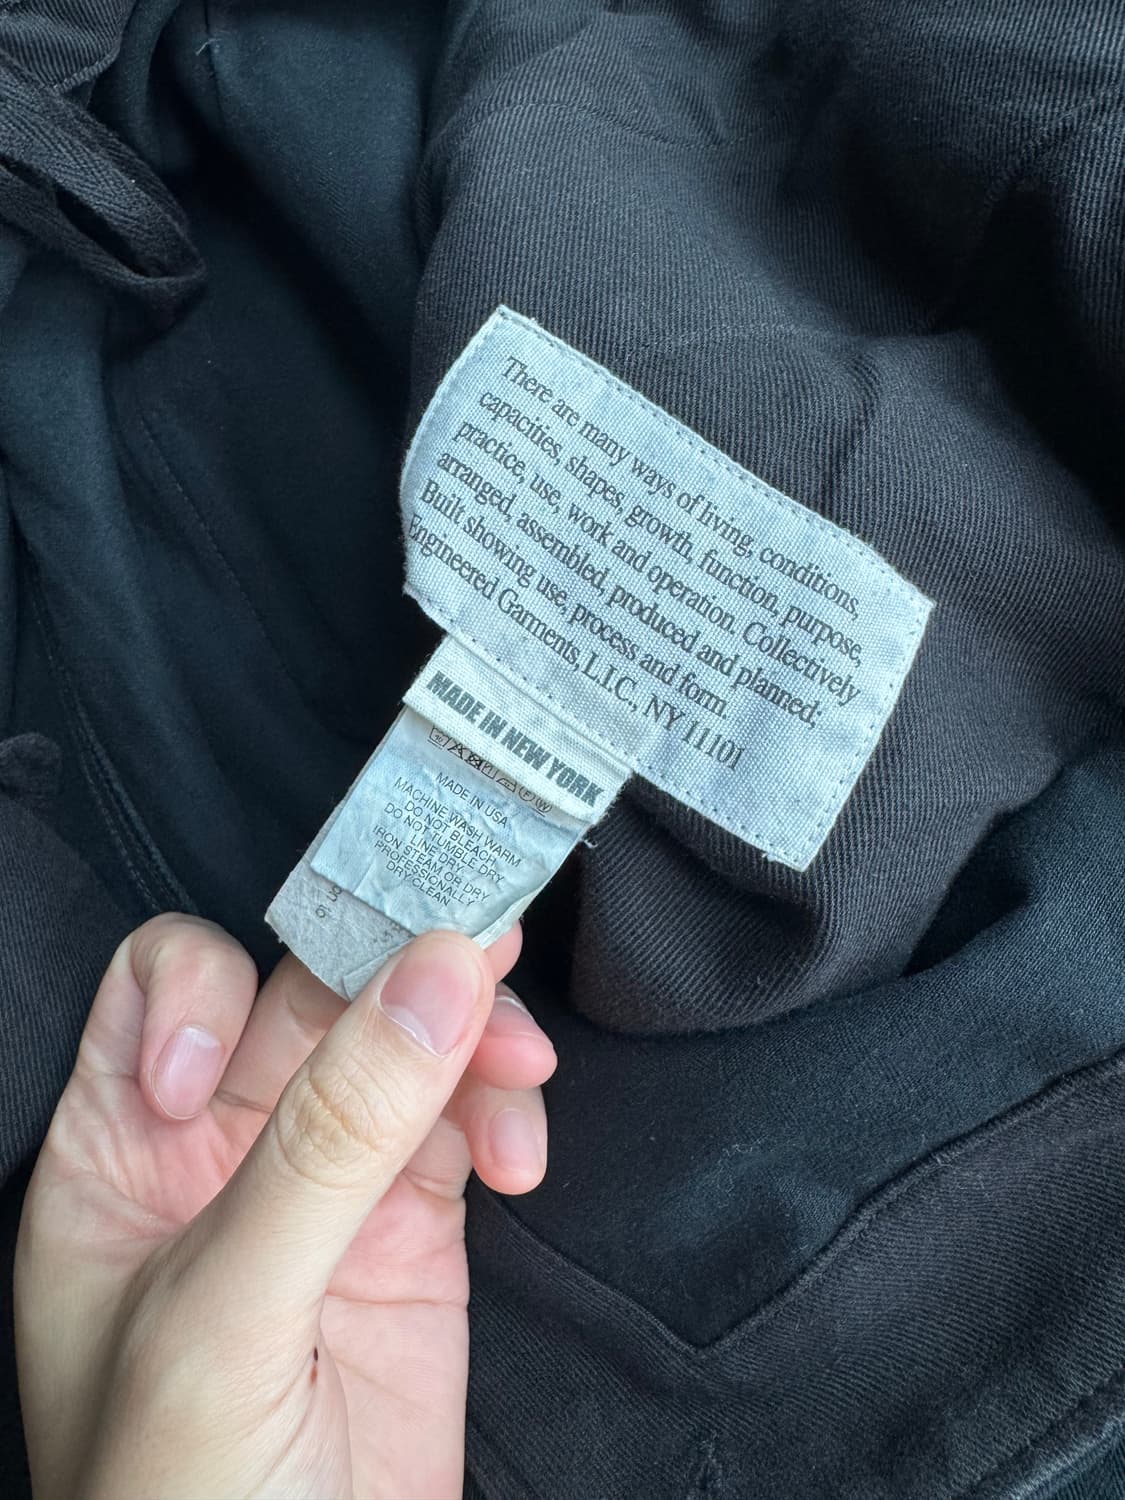 There are many ways of living, conditions,
capacities, shapes, growth, function, purpose,
practice, use, work and operation. Collectively
arranged, assembled, produced and planned;
Built showing use, process and form.
Engineered Garments, L.I.C., NY 11101
MADE IN NEW YORK
MADE IN USA
MACHINE WASH WARM
DO NOT BLEACH
DO NOT TUMBLE DRY
LINE DRY
IRON STEAM OR DRY
PROFESSIONALLY
DRY-CLEAN